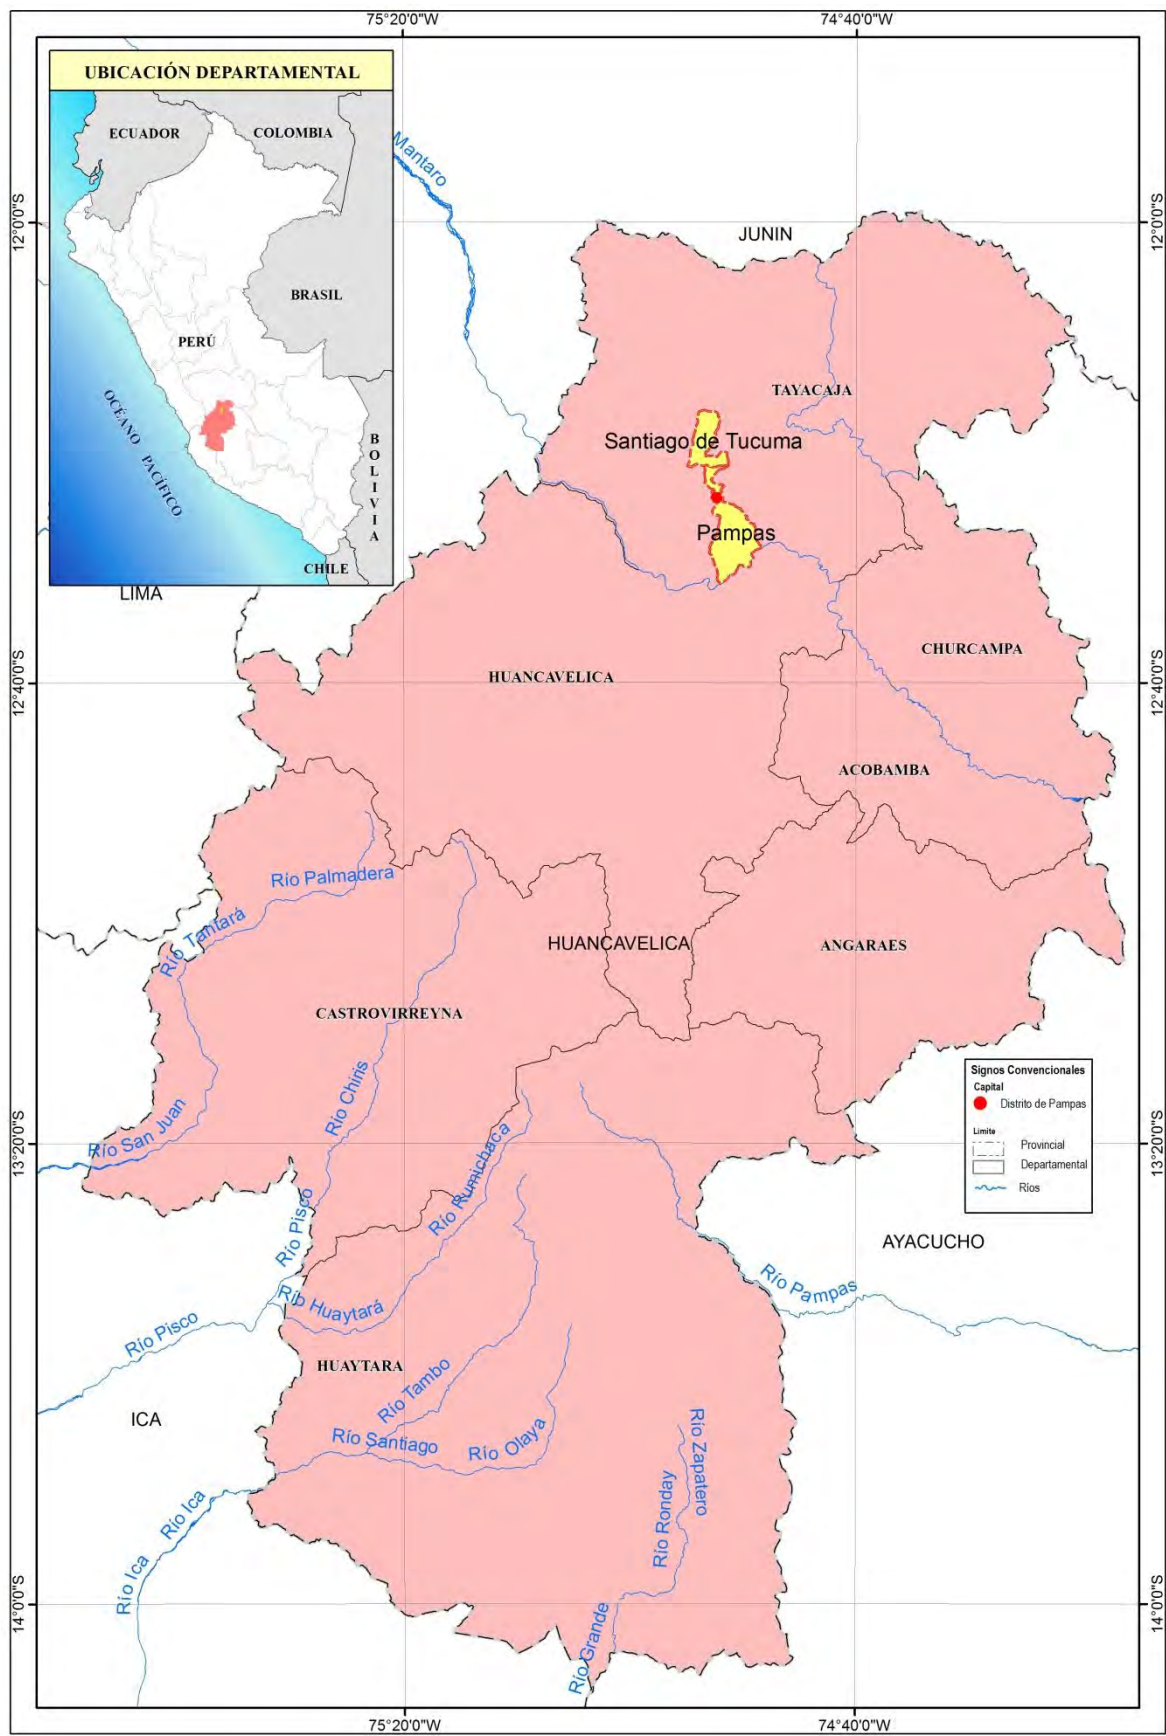 75°20'0"W
74°40'0"W
UBICACIÓN DEPARTAMENTAL
ECUADOR
COLOMBIA
BRASIL
PERÚ
OCÉANO PACÍFICO
BOLIVIA
CHILE
Mantaro
12°0'0"S
12°0'0"S
JUNIN
TAYACAJA
Santiago de Tucuma
Pampas
LIMA
CHURCAMPA
HUANCAVELICA
12°40'0"S
12°40'0"S
ACOBAMBA
Río Palmadera
Río Tantará
HUANCAVELICA
ANGARAES
CASTROVIRREYNA
Río Chiris
Río San Juan
Río Rumichaca
Signos Convencionales
Capital
Distrito de Pampas
Limite
Provincial
Departamental
Ríos
13°20'0"S
13°20'0"S
Río Pisco
AYACUCHO
Río Pampas
Río Huaytará
Río Pisco
HUAYTARA
Río Tambo
ICA
Río Santiago
Río Olaya
Río Zapatero
Río Ronday
Río Ica
Río Ica
14°0'0"S
14°0'0"S
Río Grande
75°20'0"W
74°40'0"W